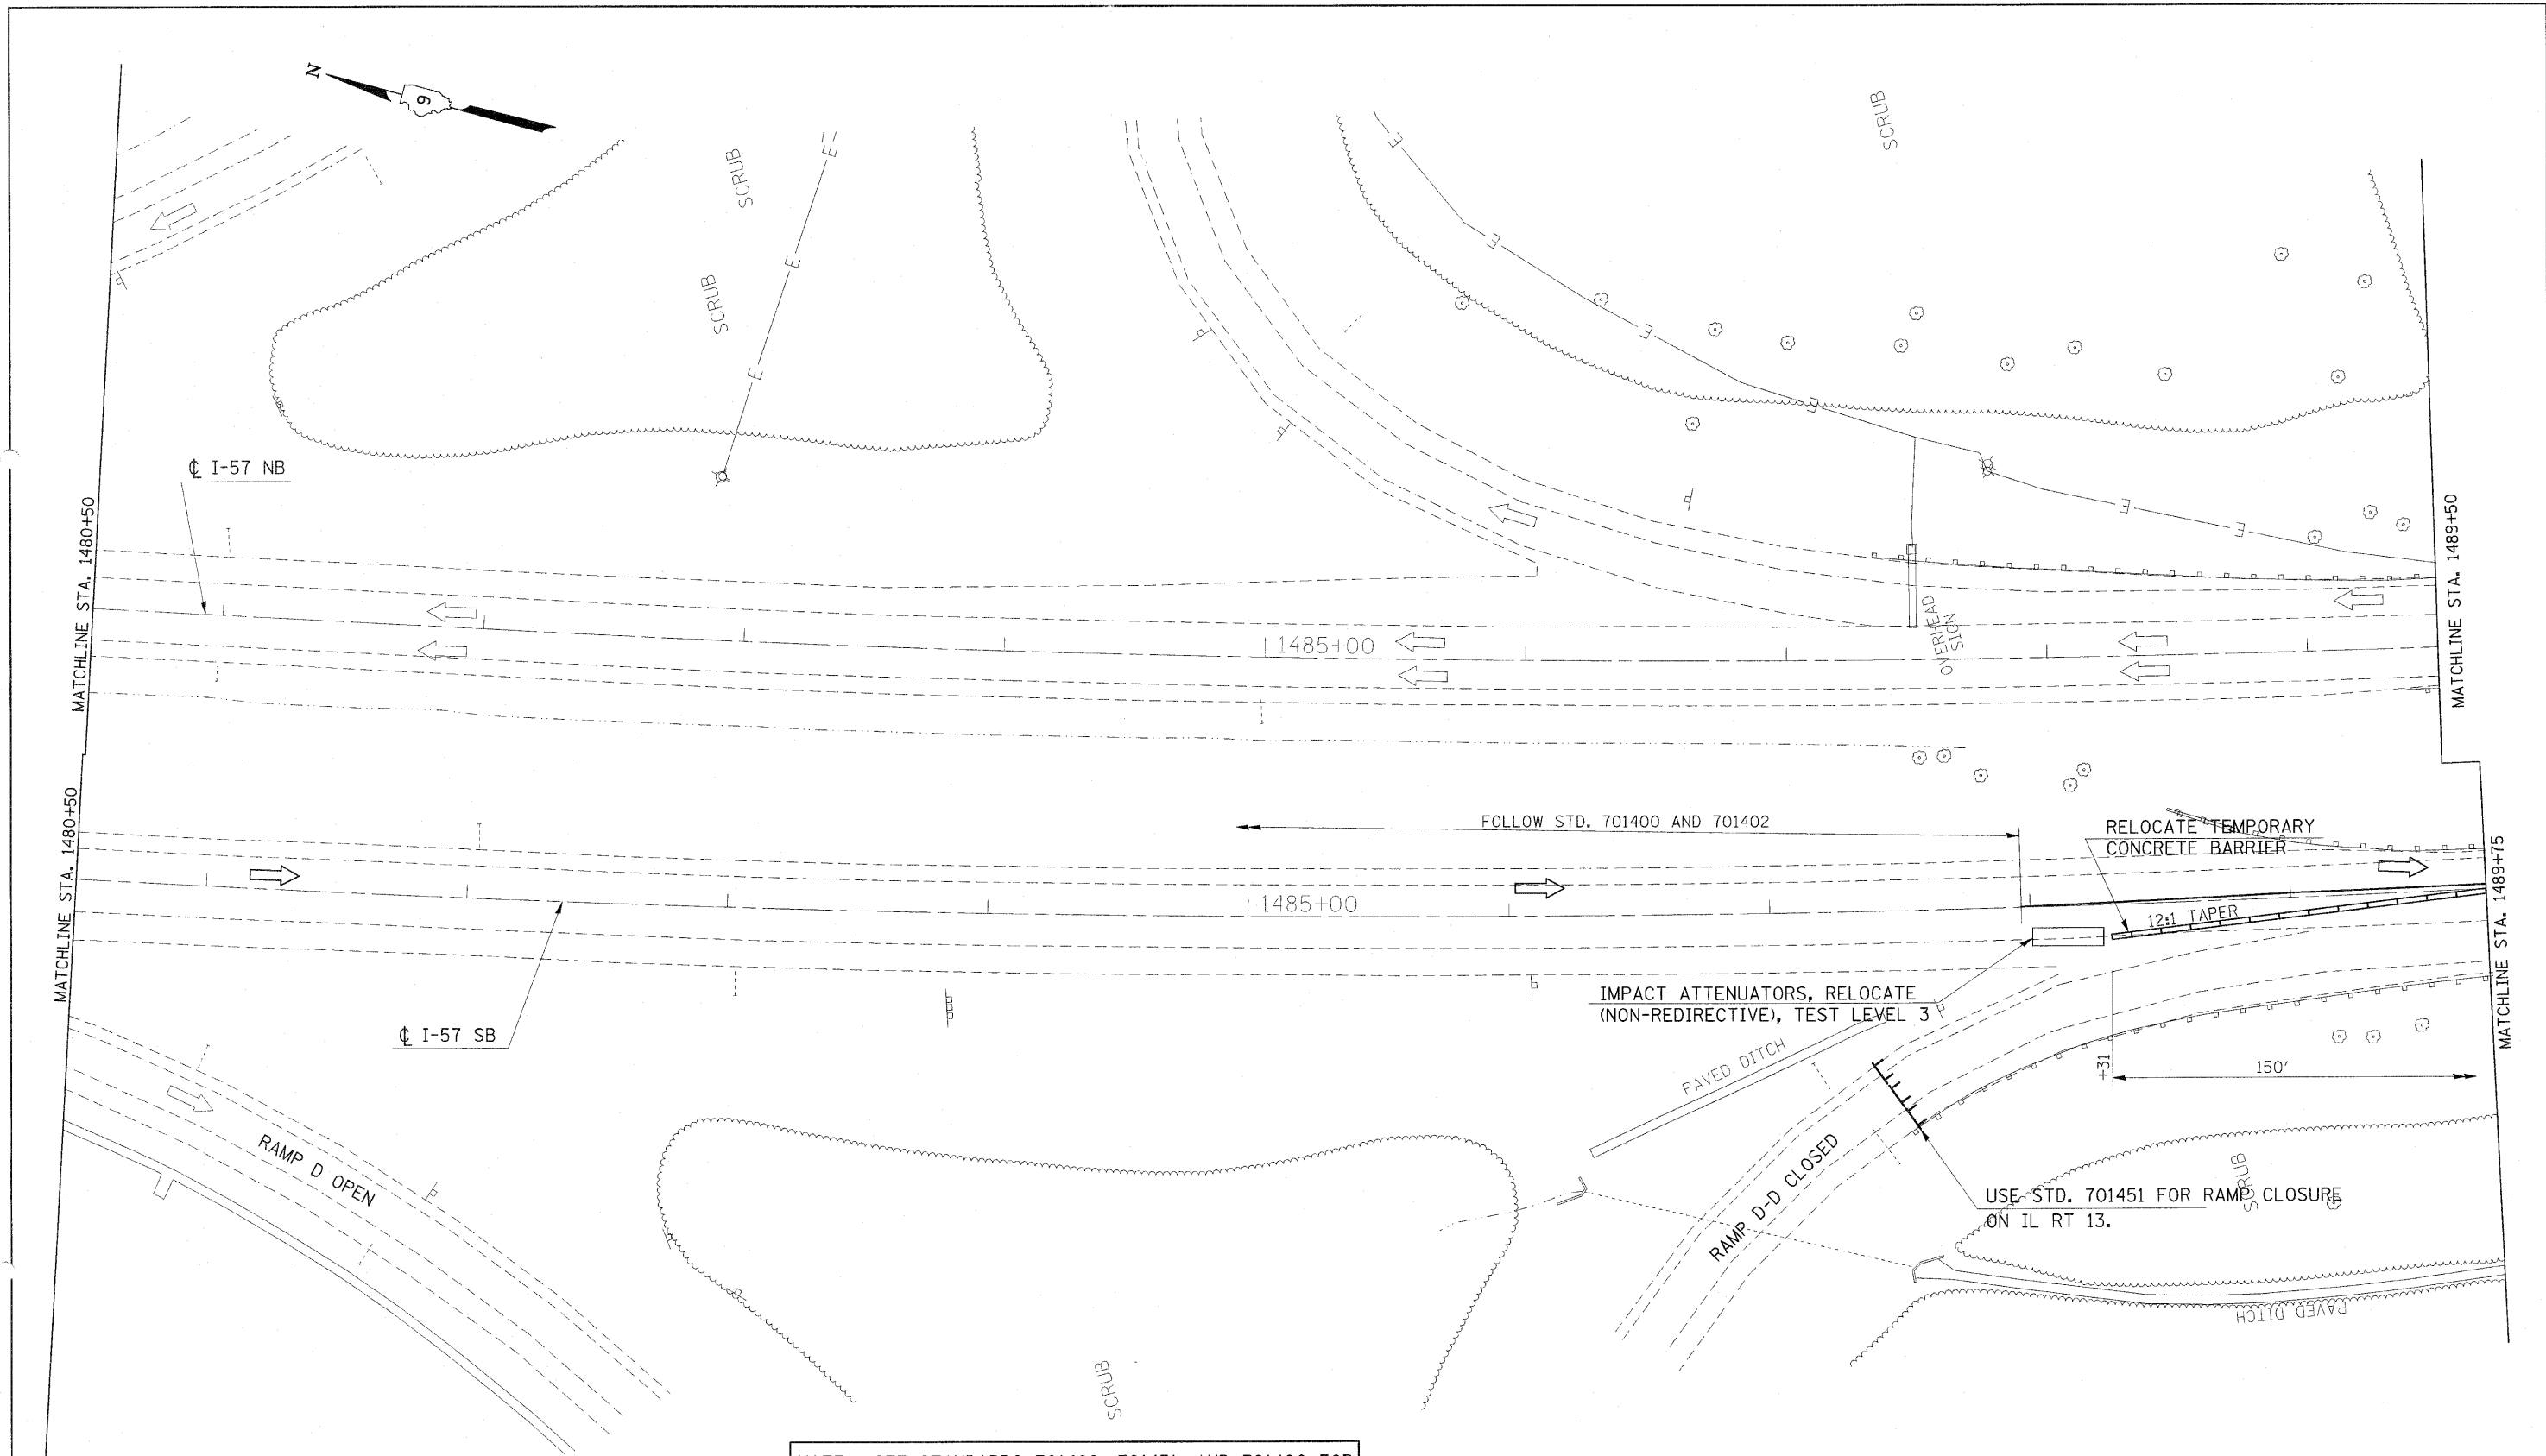 N
6
SCRUB
SCRUB
SCRUB
E
E
E
E
E
E
E
E
E
℄ I-57 NB
MATCHLINE STA. 1480+50
MATCHLINE STA. 1489+50
1485+00
OVERHEAD
SIGN
MATCHLINE STA. 1480+50
FOLLOW STD. 701400 AND 701402
RELOCATE TEMPORARY
CONCRETE BARRIER
MATCHLINE STA. 1489+75
1485+00
12:1 TAPER
IMPACT ATTENUATORS, RELOCATE
(NON-REDIRECTIVE), TEST LEVEL 3
℄ I-57 SB
PAVED DITCH
+31
150'
RAMP D OPEN
RAMP D-D CLOSED
USE STD. 701451 FOR RAMP CLOSURE
ON IL RT 13.
SCRUB
PAVED DITCH
SCRUB